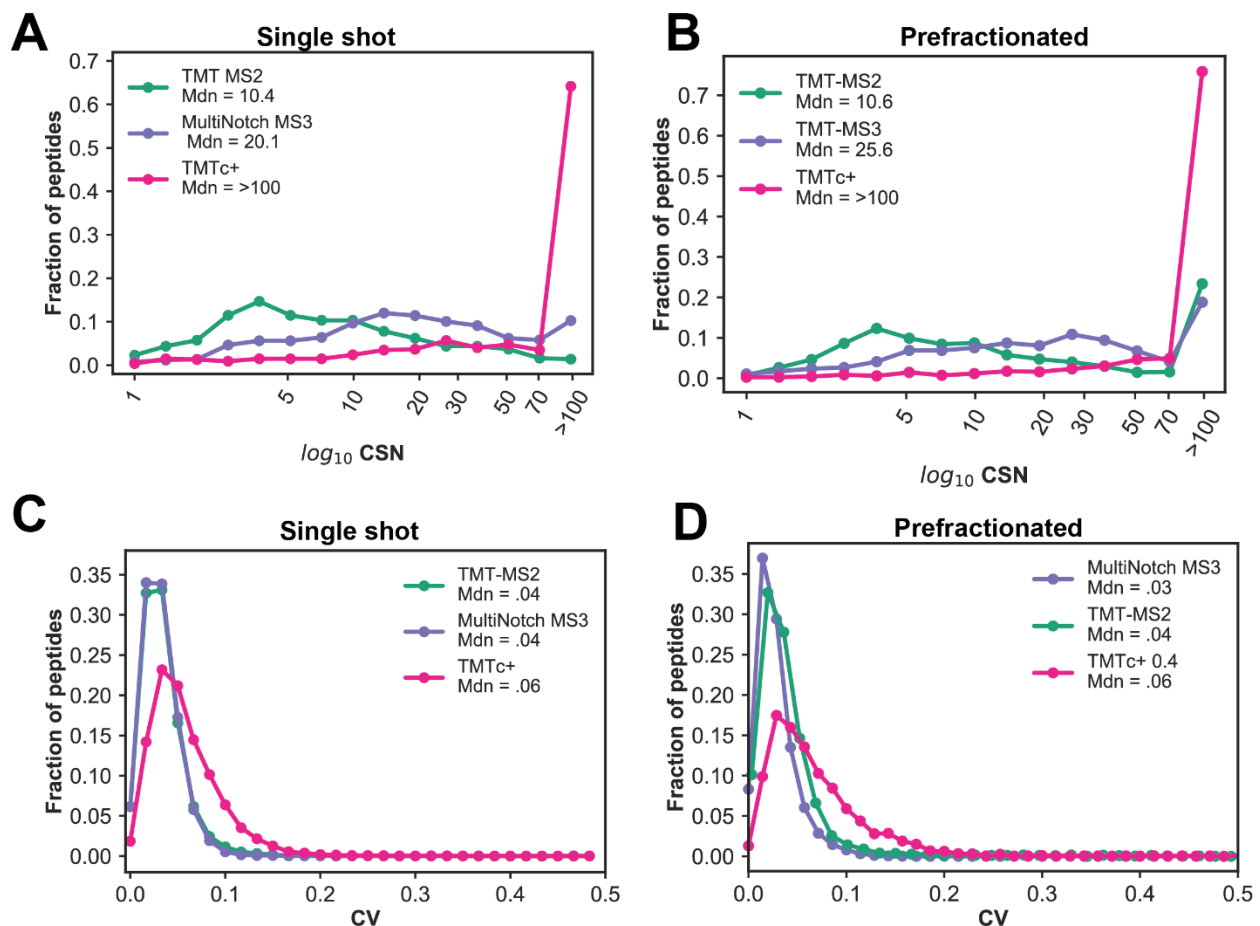 A
Single shot
Fraction of peptides
0.7
0.6
0.5
0.4
0.3
0.2
0.1
0.0
TMT MS2
Mdn = 10.4
MultiNotch MS3
Mdn = 20.1
TMTc+
Mdn = >100
1
5
10
20
30
50
70
>100
log10 CSN
B
Prefractionated
Fraction of peptides
0.7
0.6
0.5
0.4
0.3
0.2
0.1
0.0
TMT-MS2
Mdn = 10.6
TMT-MS3
Mdn = 25.6
TMTc+
Mdn = >100
1
5
10
20
30
50
70
>100
log10 CSN
C
Single shot
Fraction of peptides
0.35
0.30
0.25
0.20
0.15
0.10
0.05
0.00
TMT-MS2
Mdn = .04
MultiNotch MS3
Mdn = .04
TMTc+
Mdn = .06
0.0
0.1
0.2
0.3
0.4
0.5
CV
D
Prefractionated
Fraction of peptides
0.35
0.30
0.25
0.20
0.15
0.10
0.05
0.00
MultiNotch MS3
Mdn = .03
TMT-MS2
Mdn = .04
TMTc+ 0.4
Mdn = .06
0.0
0.1
0.2
0.3
0.4
0.5
CV